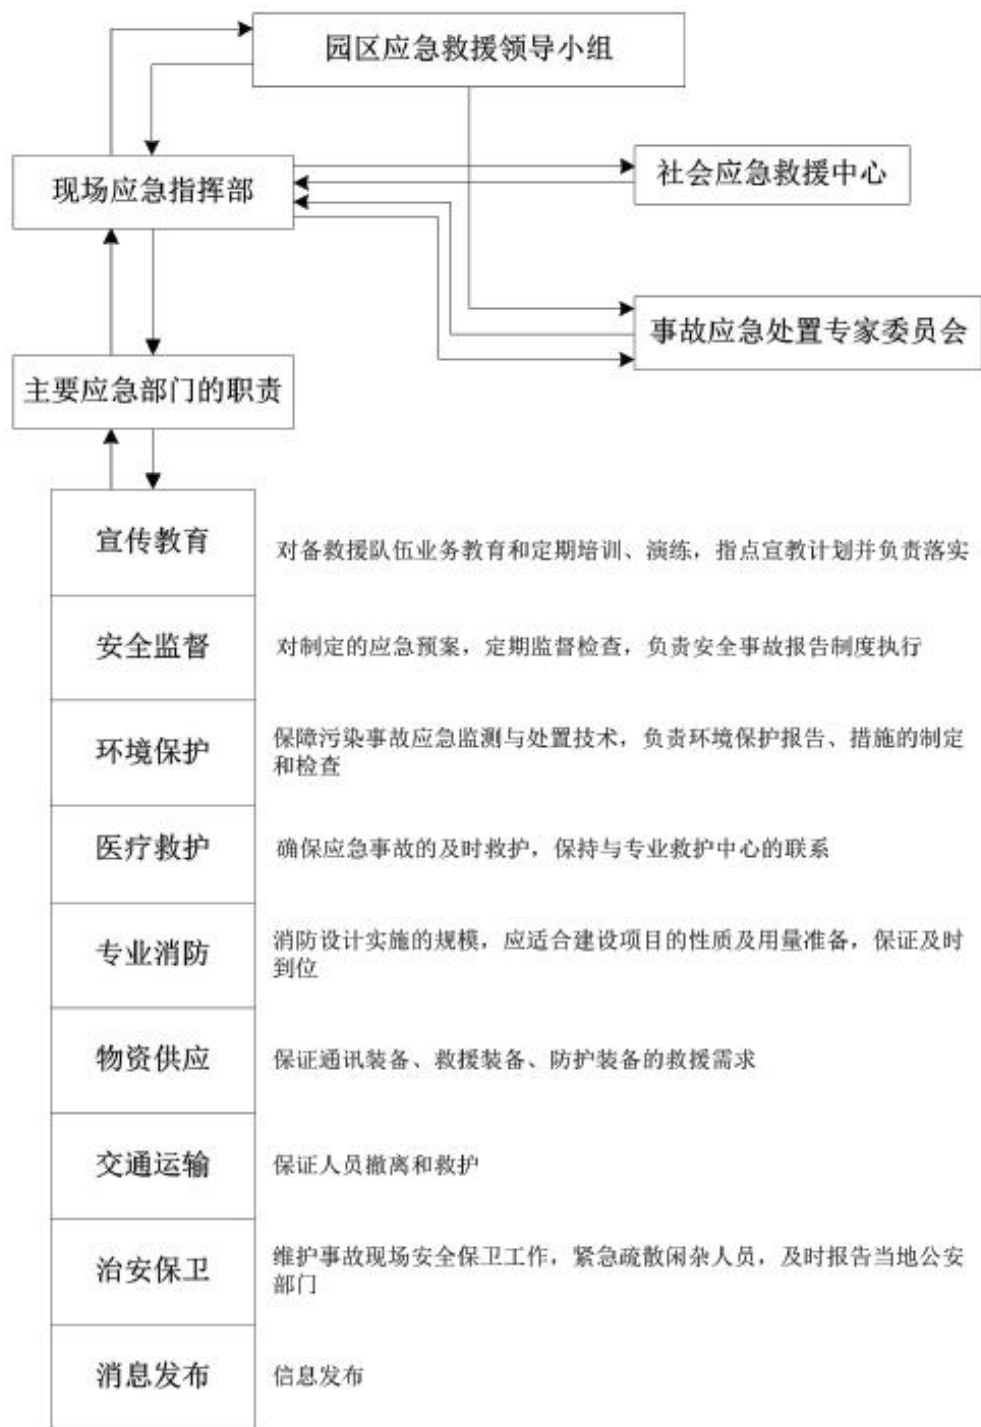 园区应急救援领导小组
现场应急指挥部
社会应急救援中心
事故应急处置专家委员会
主要应急部门的职责
宣传教育
对备救援队伍业务教育和定期培训、演练，指点宣教计划并负责落实
安全监督
对制定的应急预案，定期监督检查，负责安全事故报告制度执行
环境保护
保障污染事故应急监测与处置技术，负责环境保护报告、措施的制定
和检查
医疗救护
确保应急事故的及时救护，保持与专业救护中心的联系
专业消防
消防设计实施的规模，应适合建设项目的性质及用量准备，保证及时
到位
物资供应
保证通讯装备、救援装备、防护装备的救援需求
交通运输
保证人员撤离和救护
治安保卫
维护事故现场安全保卫工作，紧急疏散闲杂人员，及时报告当地公安
部门
消息发布
信息发布